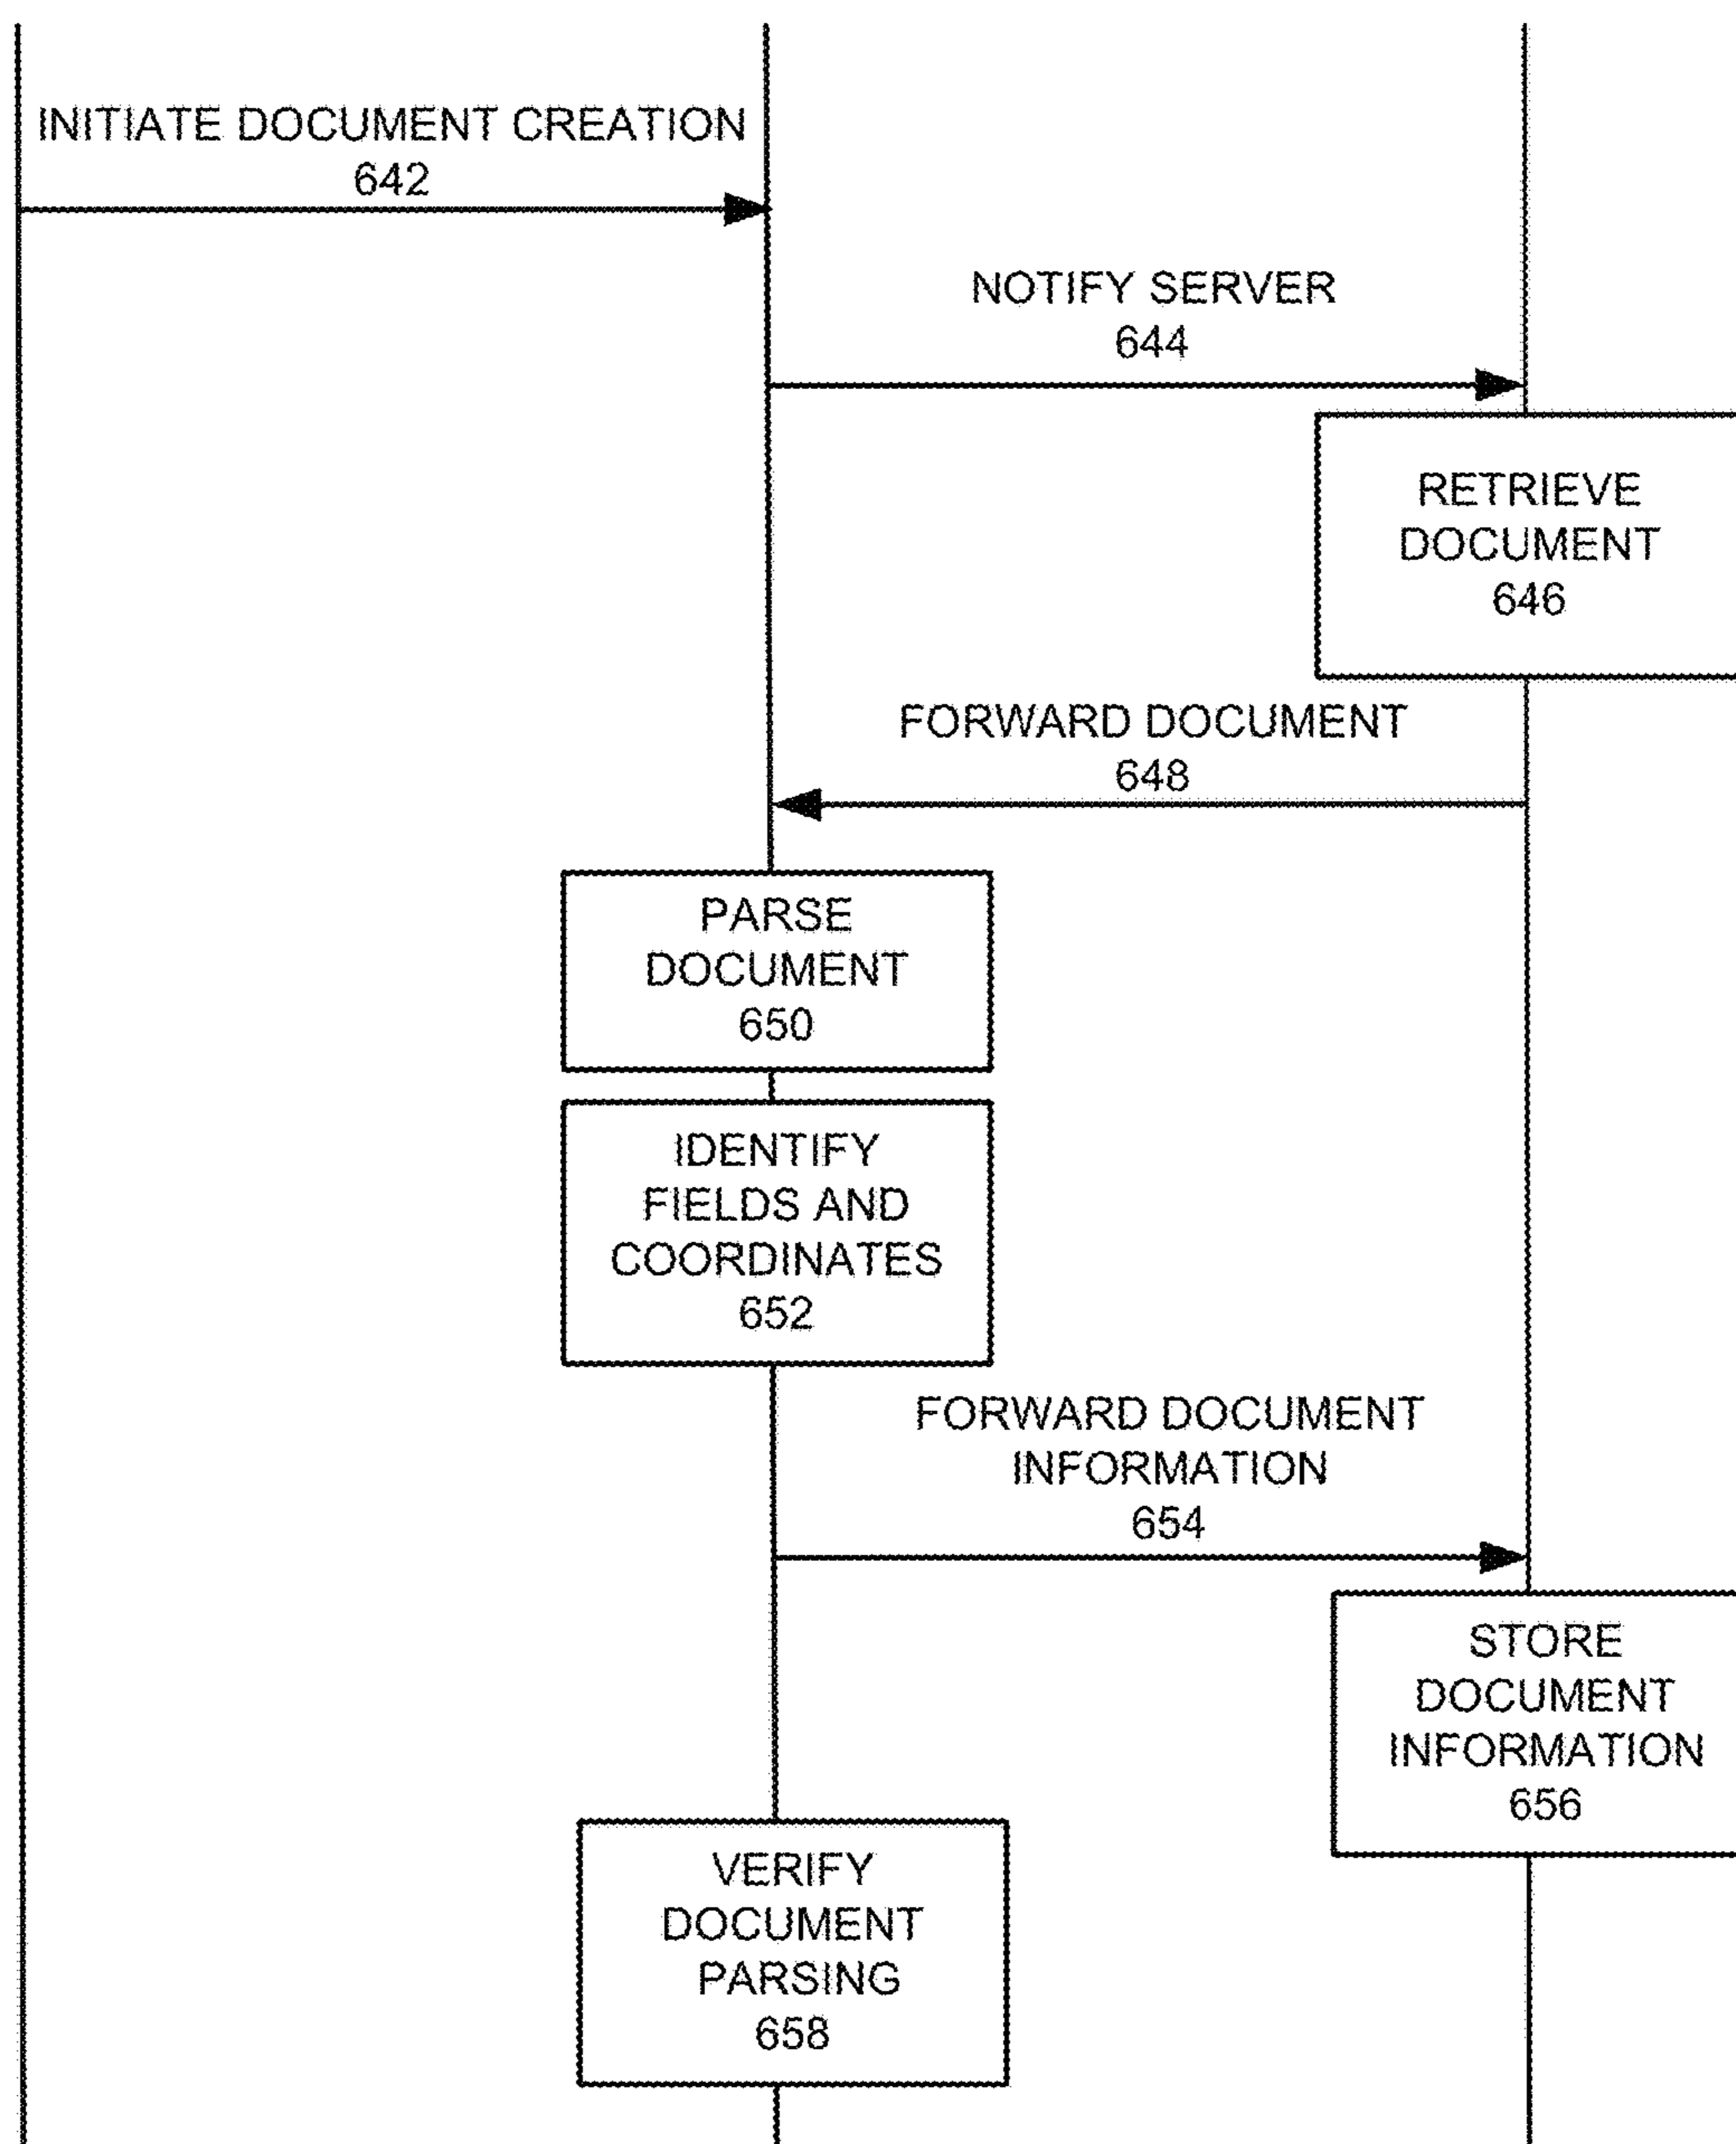 INITIATE DOCUMENT CREATION
642
NOTIFY SERVER
644
RETRIEVE
DOCUMENT
646
FORWARD DOCUMENT
648
PARSE
DOCUMENT
650
IDENTIFY
FIELDS AND
COORDINATES
652
FORWARD DOCUMENT
INFORMATION
654
STORE
DOCUMENT
INFORMATION
656
VERIFY
DOCUMENT
PARSING
658